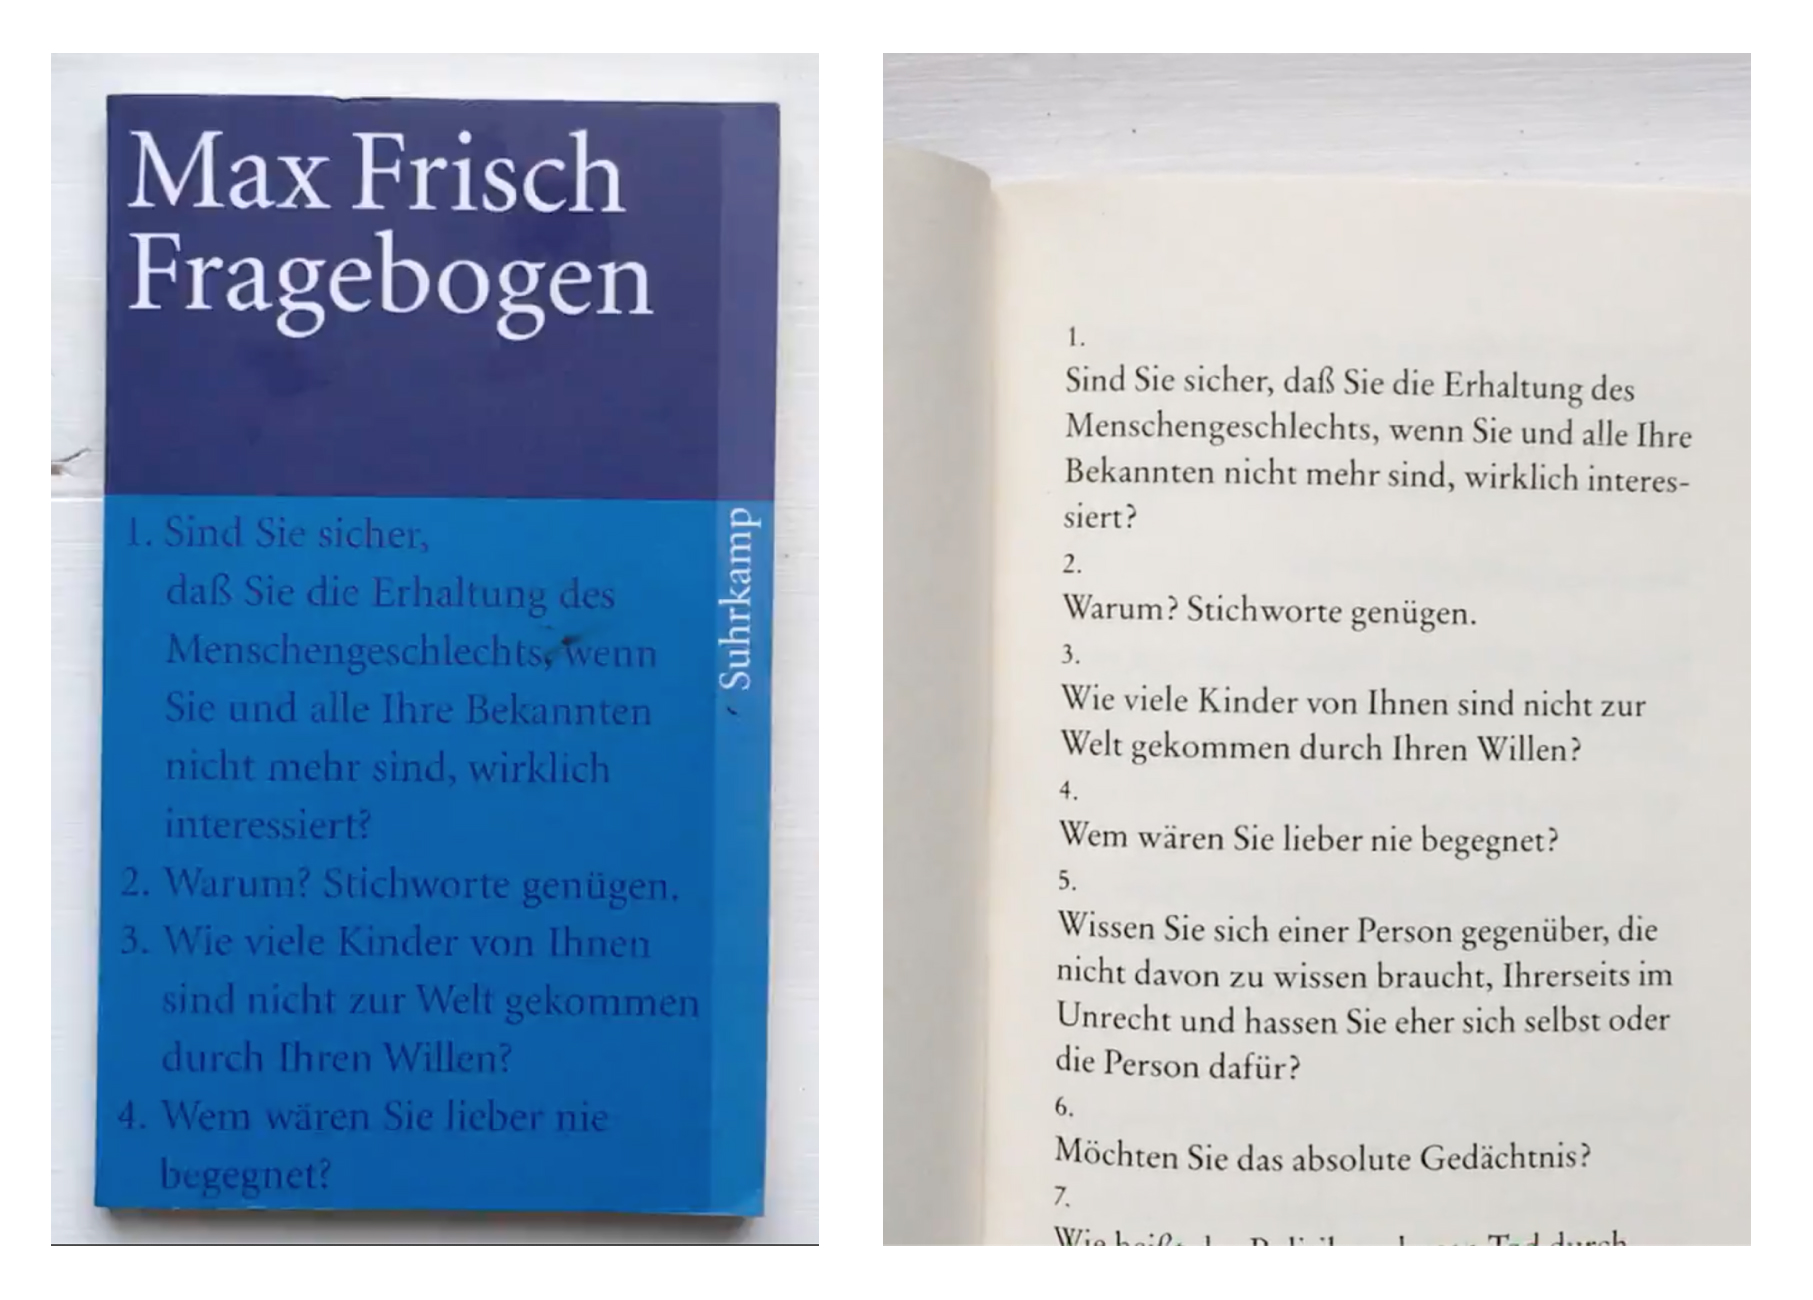 Max Frisch
Fragebogen
1. Sind Sie sicher,
daß Sie die Erhaltung des
Menschengeschlechts, wenn
Sie und alle Ihre Bekannten
nicht mehr sind, wirklich
interessiert?
2. Warum? Stichworte genügen.
3. Wie viele Kinder von Ihnen
sind nicht zur Welt gekommen
durch Ihren Willen?
4. Wem wären Sie lieber nie
begegnet?
Suhrkamp
1.
Sind Sie sicher, daß Sie die Erhaltung des
Menschengeschlechts, wenn Sie und alle Ihre
Bekannten nicht mehr sind, wirklich interes-
siert?
2.
Warum? Stichworte genügen.
3.
Wie viele Kinder von Ihnen sind nicht zur
Welt gekommen durch Ihren Willen?
4.
Wem wären Sie lieber nie begegnet?
5.
Wissen Sie sich einer Person gegenüber, die
nicht davon zu wissen braucht, Ihrerseits im
Unrecht und hassen Sie eher sich selbst oder
die Person dafür?
6.
Möchten Sie das absolute Gedächtnis?
7.
Wie Tod durch